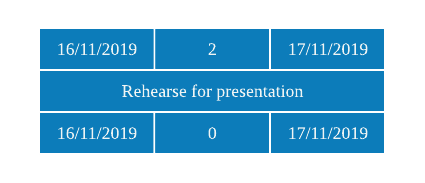 16/11/2019 2 17/11/2019
Rehearse for presentation
16/11/2019 0 17/11/2019